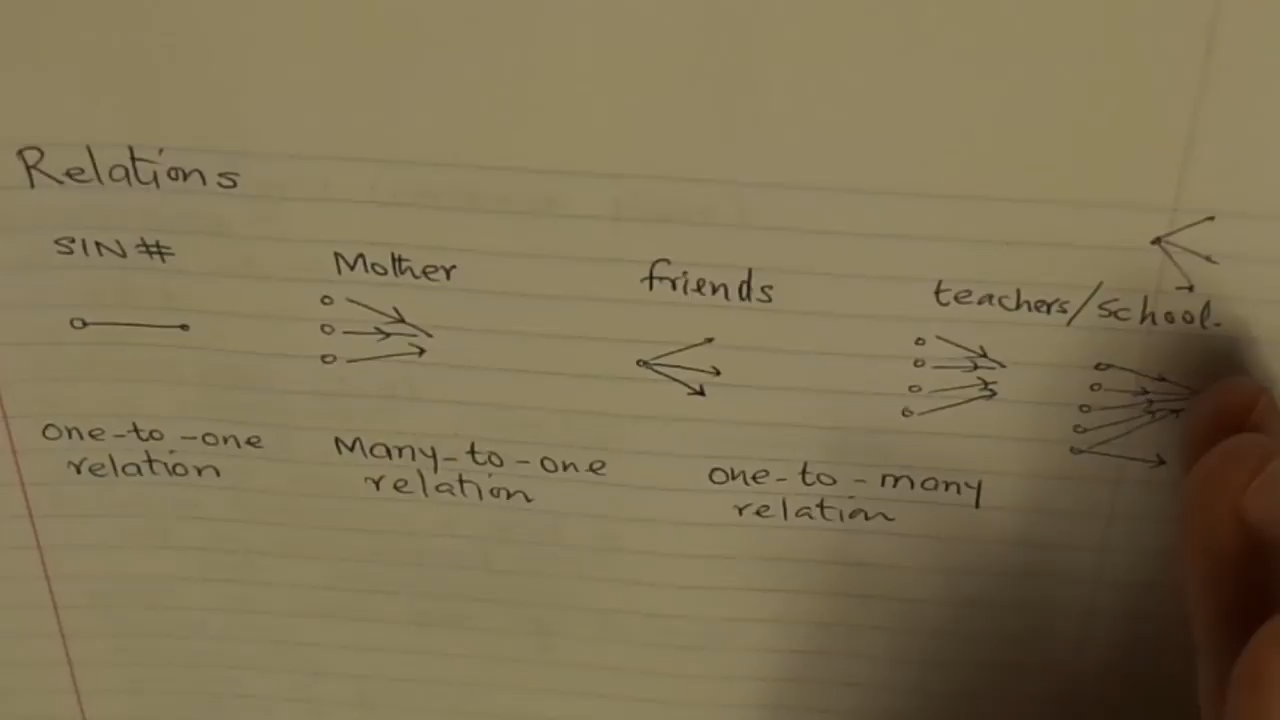 Relations
SIN #
Mother
friends
teachers/school.
one-to-one
relation
Many-to-one
relation
one-to-many
relation